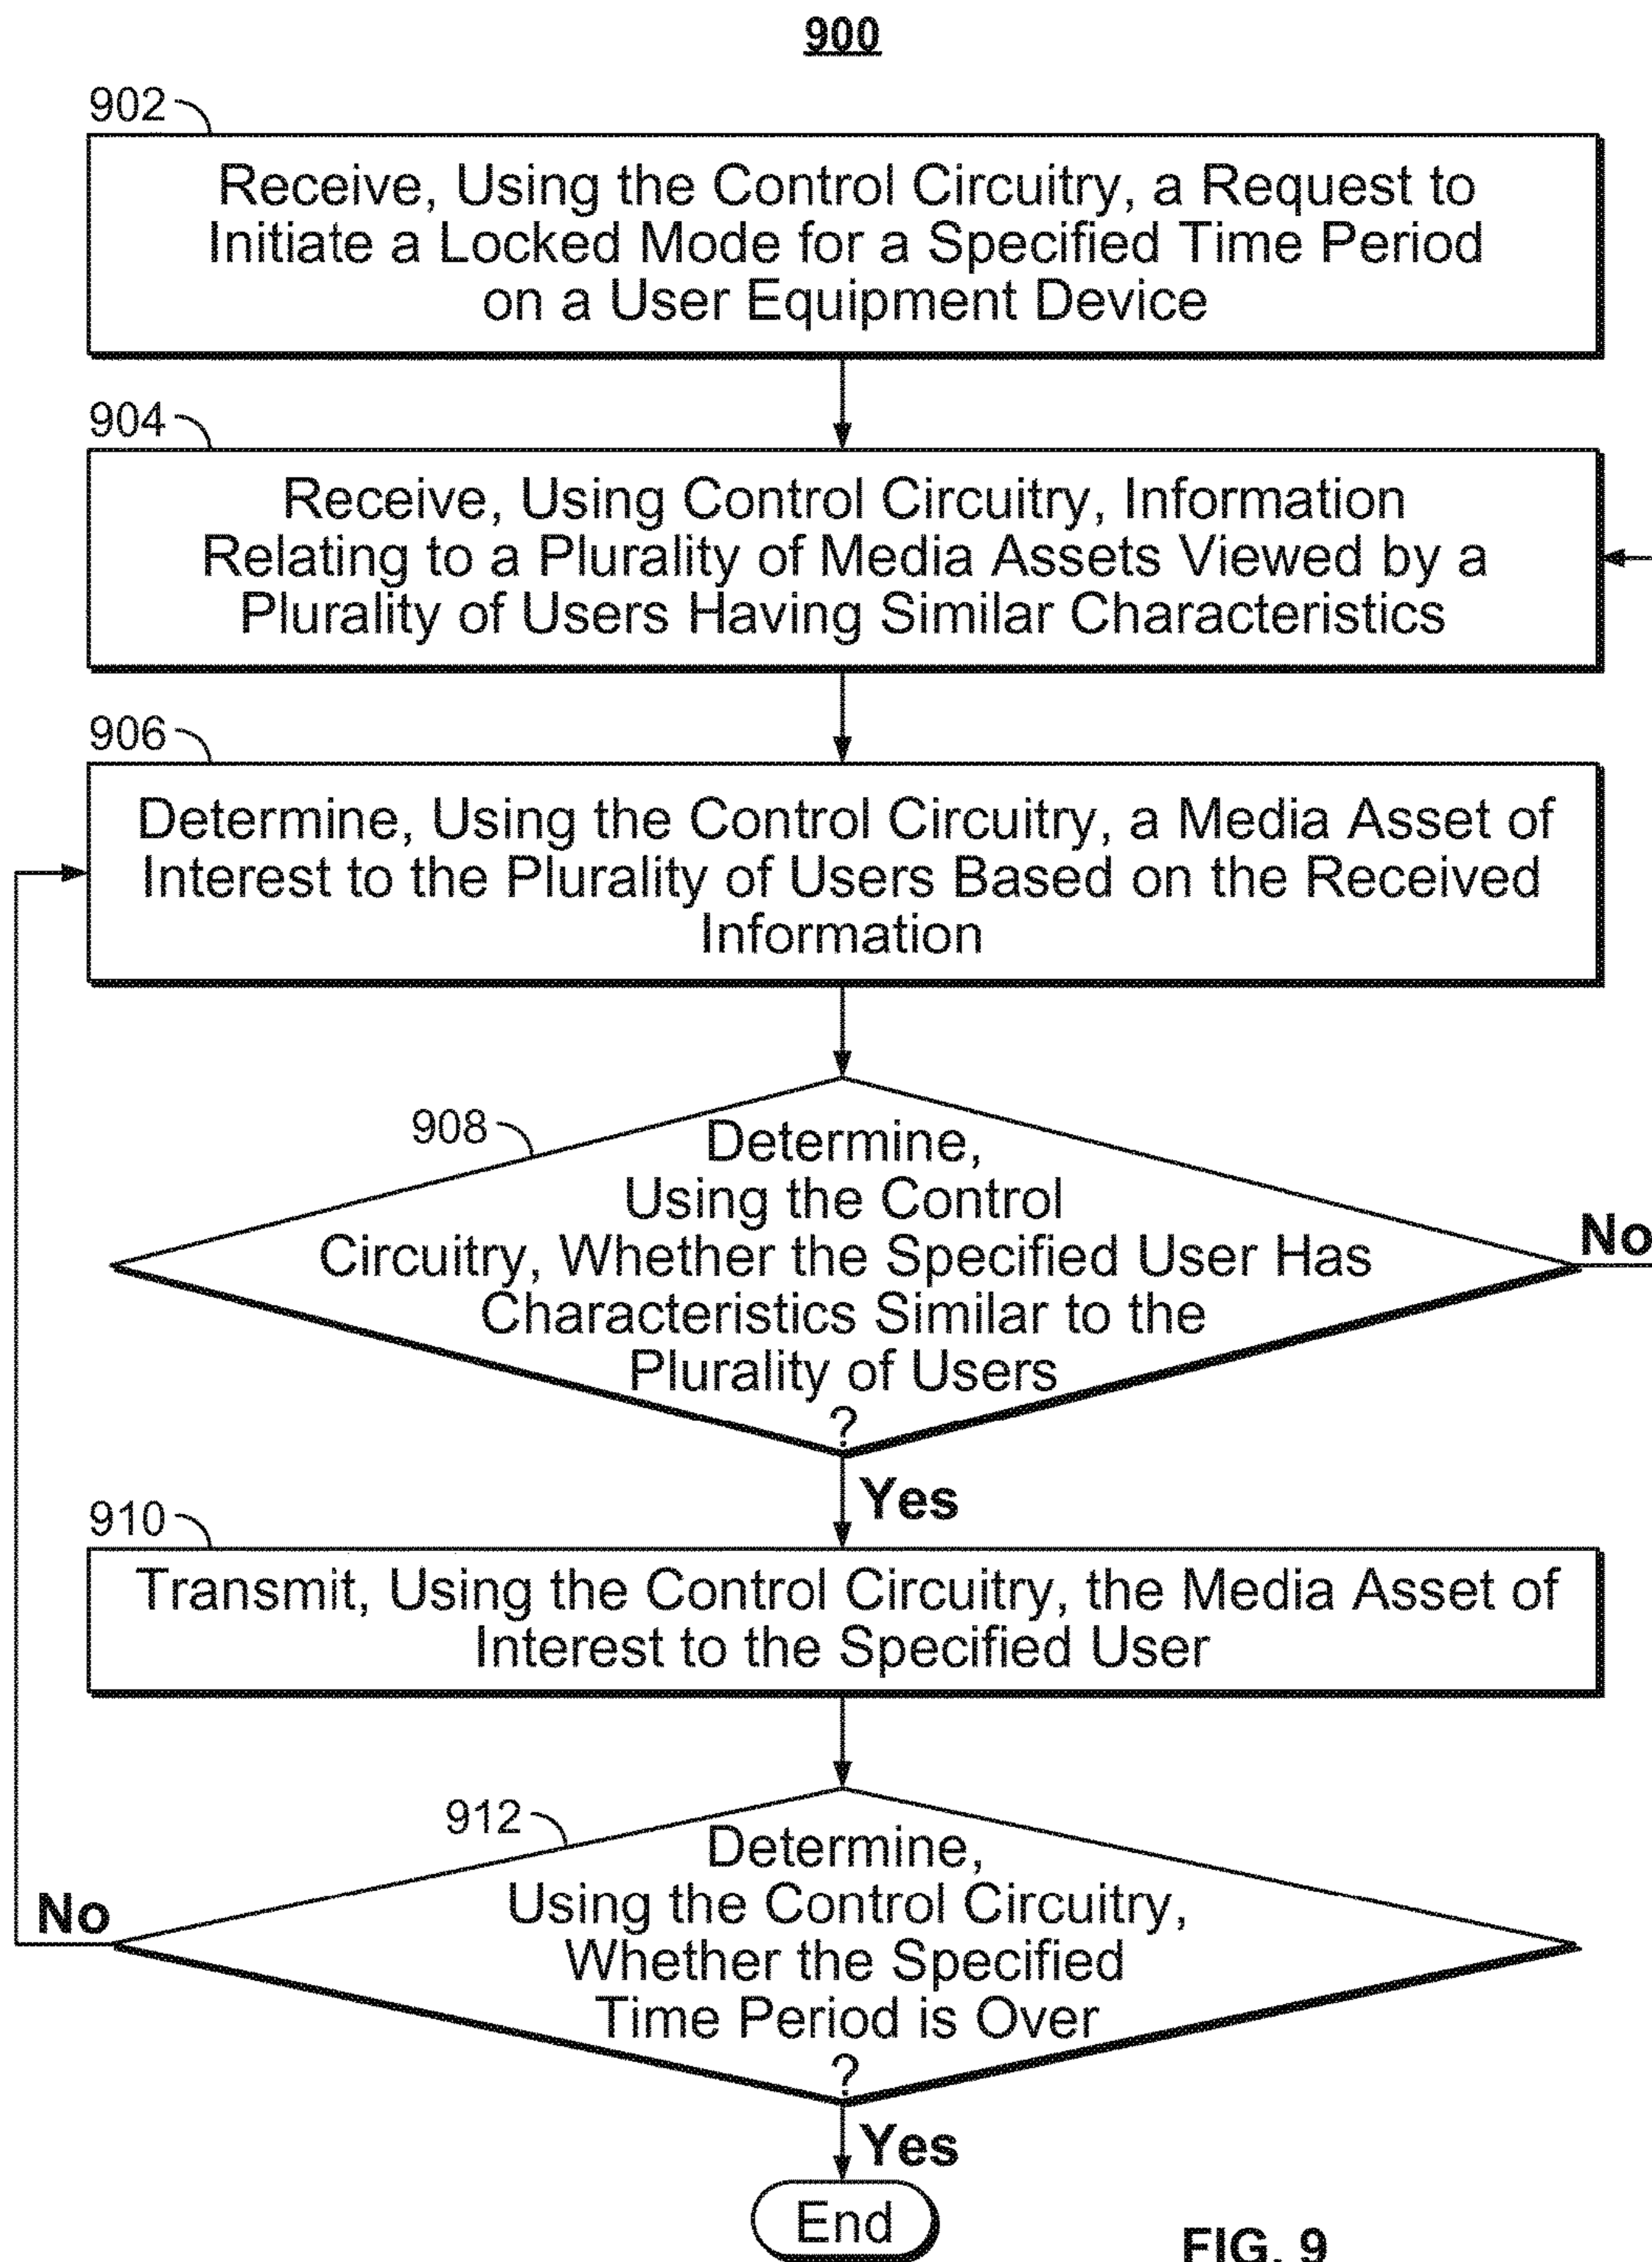 900
902
Receive, Using the Control Circuitry, a Request to
Initiate a Locked Mode for a Specified Time Period
on a User Equipment Device
904
Receive, Using Control Circuitry, Information
Relating to a Plurality of Media Assets Viewed by a
Plurality of Users Having Similar Characteristics
906
Determine, Using the Control Circuitry, a Media Asset of
Interest to the Plurality of Users Based on the Received
Information
908
Determine,
Using the Control
Circuitry, Whether the Specified User Has
Characteristics Similar to the
Plurality of Users
?
No
Yes
910
Transmit, Using the Control Circuitry, the Media Asset of
Interest to the Specified User
912
Determine,
Using the Control Circuitry,
Whether the Specified
Time Period is Over
?
No
Yes
End
FIG. 9